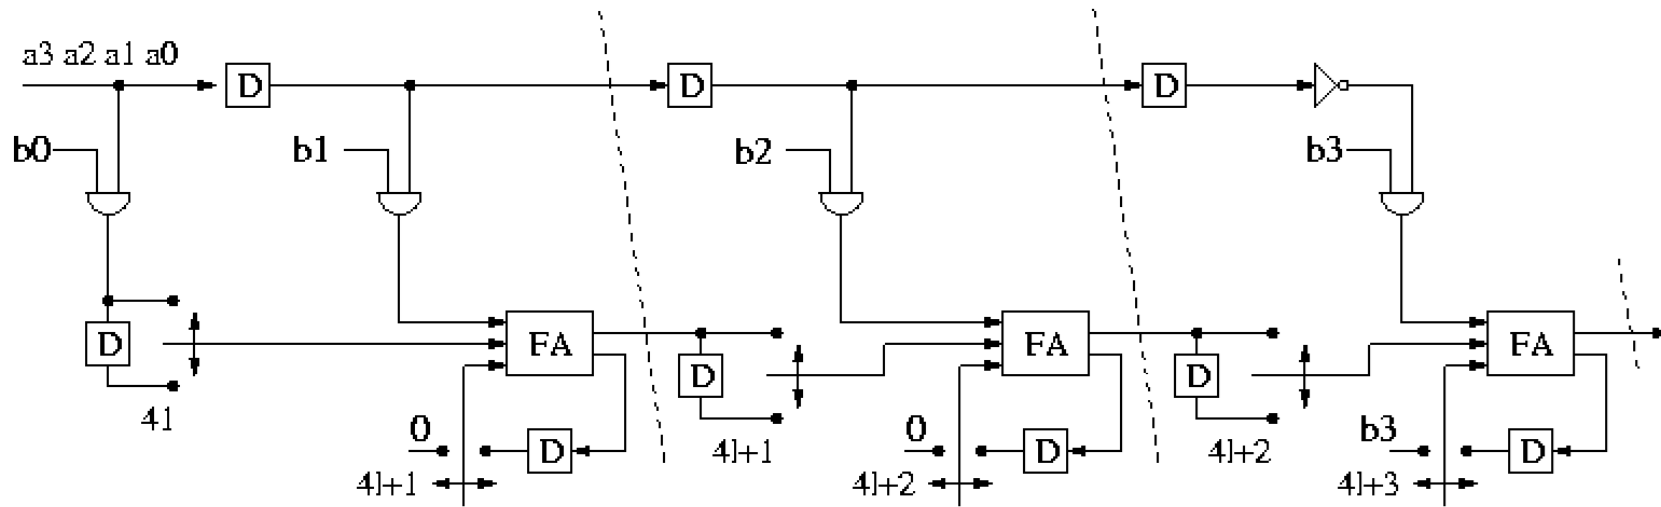 a3 a2 a1 a0
D D D
b0 b1 b2 b3
D FA D FA D FA
4l
0 D 0 D b3 D
4l+1 4l+1 4l+2 4l+2 4l+3